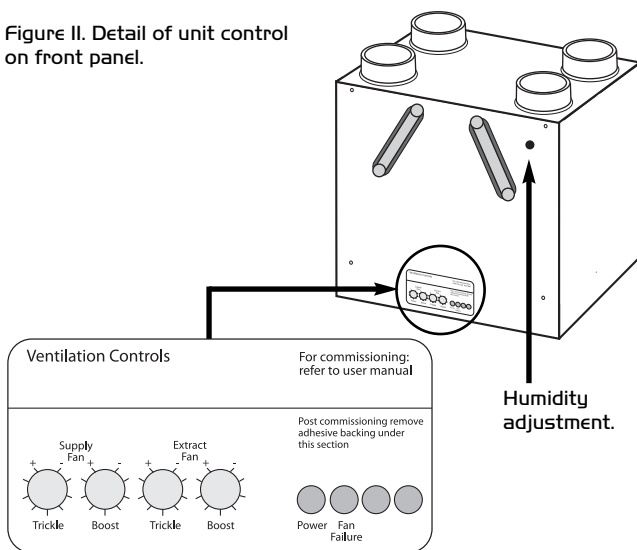 Figure II. Detail of unit control
on front panel.
Humidity
adjustment.
Ventilation Controls
For commissioning:
refer to user manual
Post commissioning remove
adhesive backing under
this section
Supply
Fan
Extract
Fan
+ - + - + - + -
Trickle Boost Trickle Boost
Power Fan
Failure